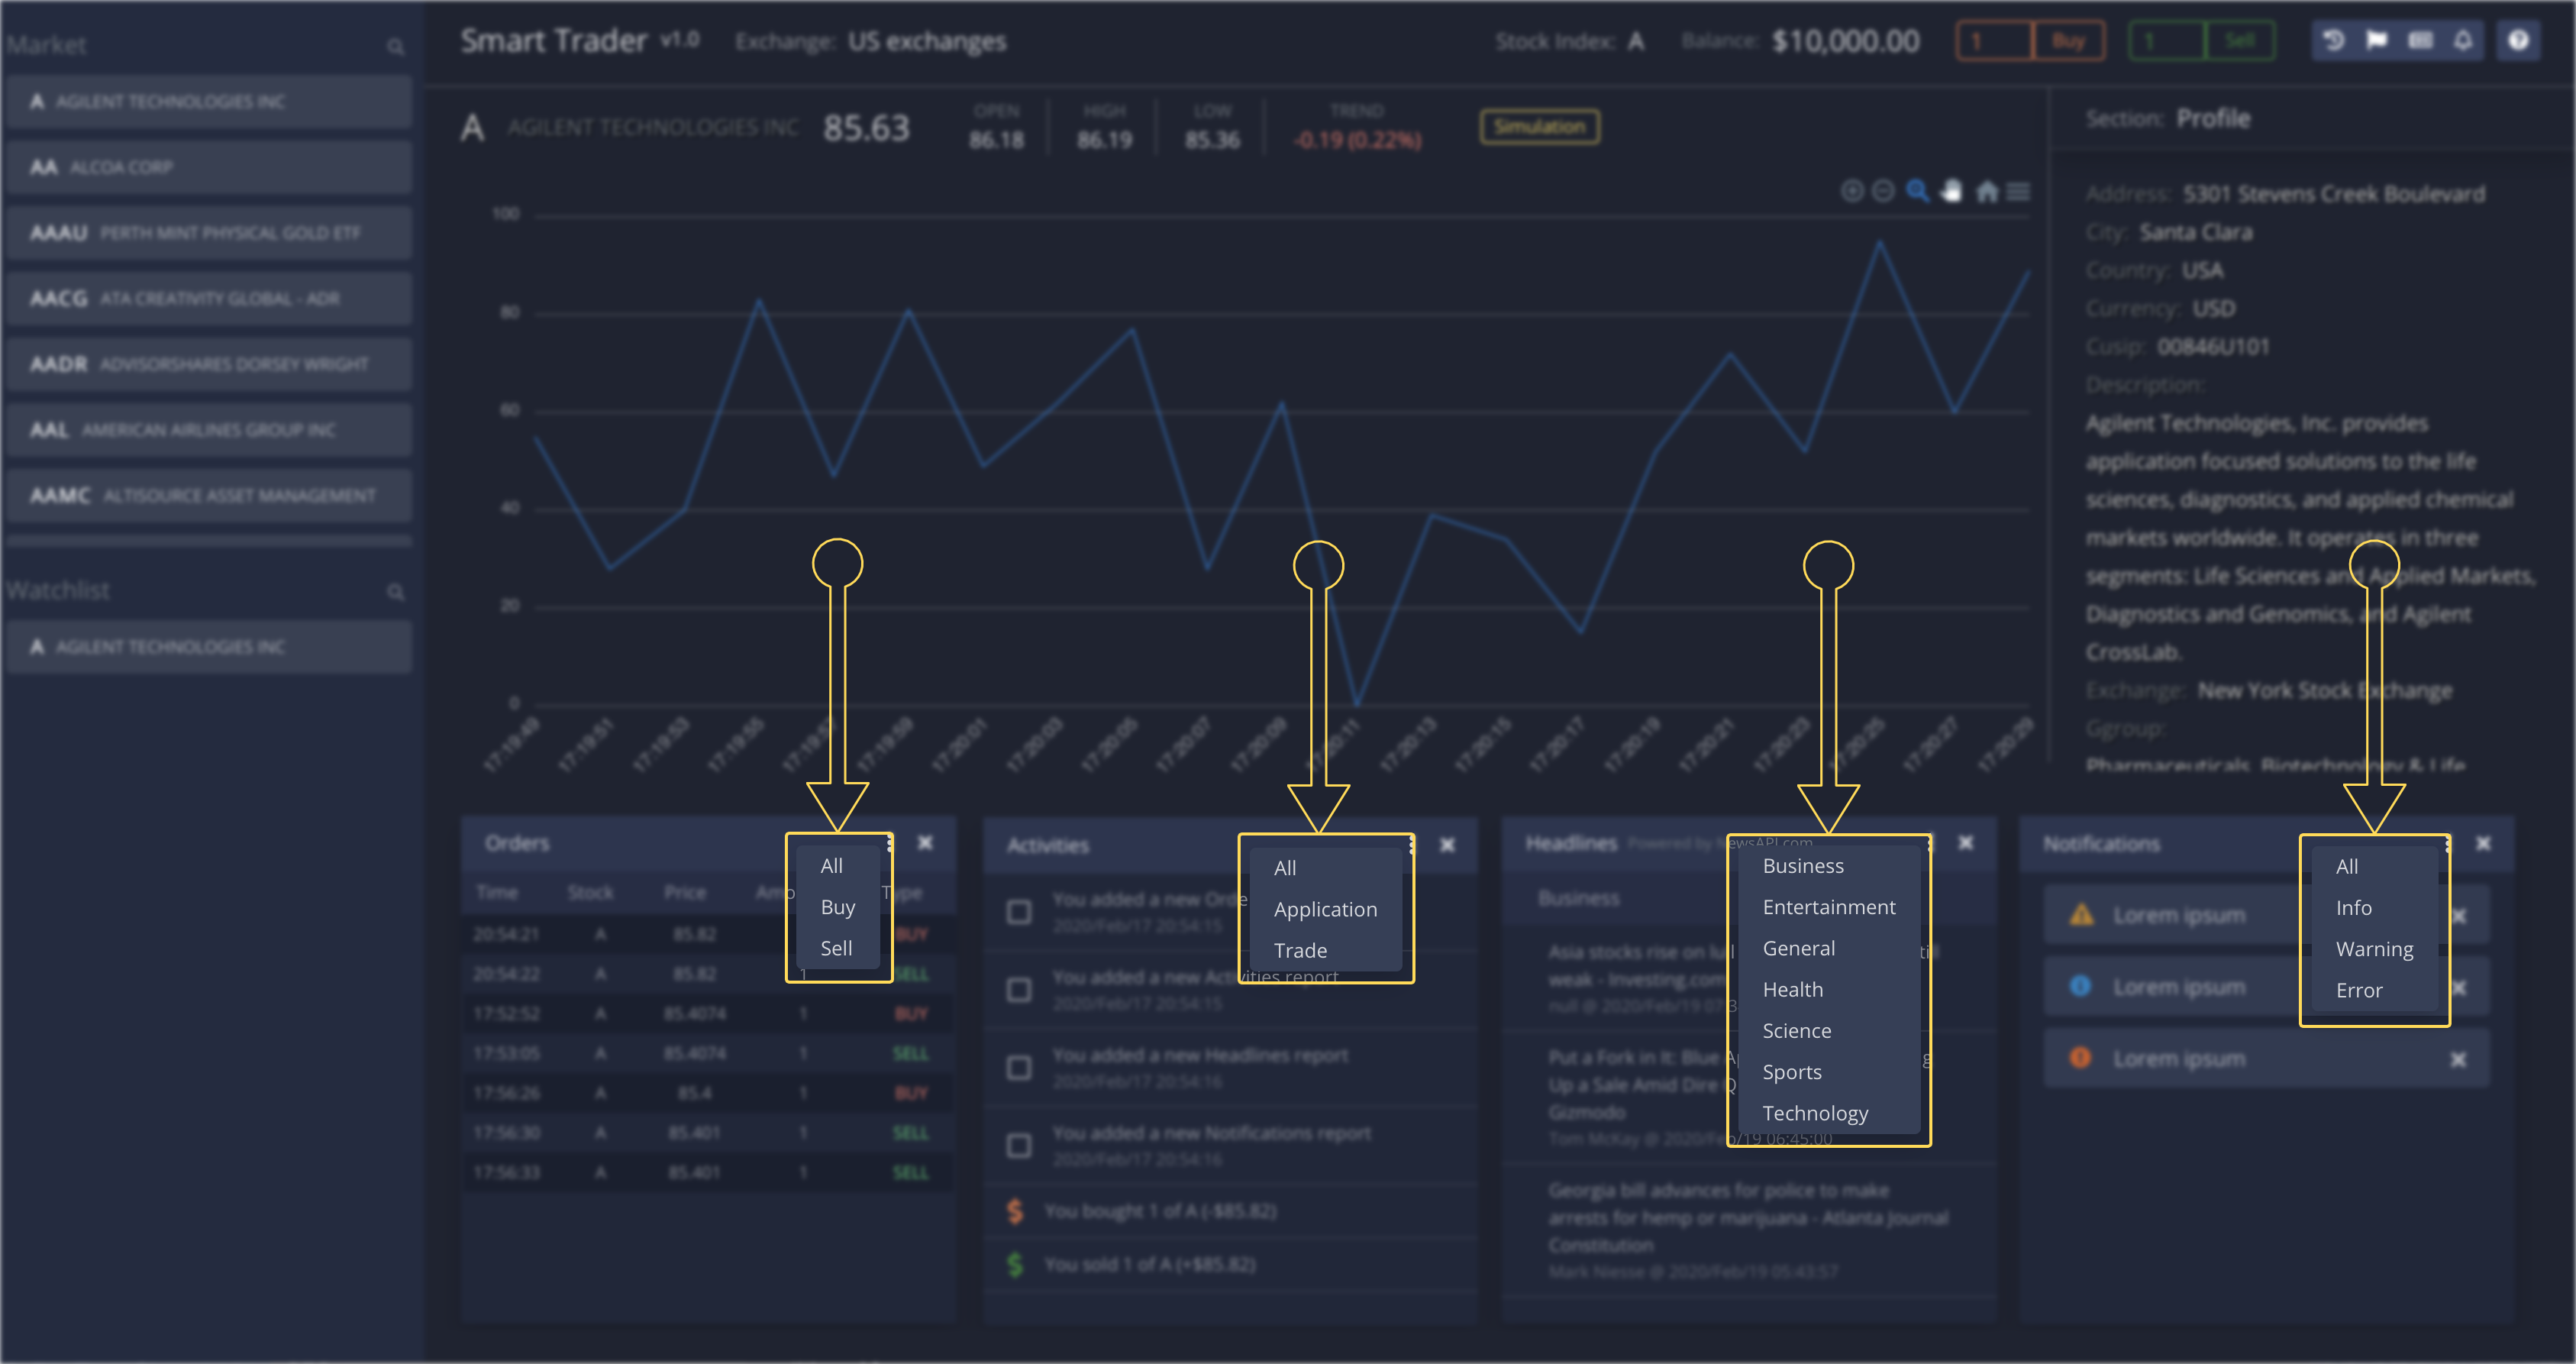 Market
A AGILENT TECHNOLOGIES INC
AA ALCOA CORP
AAAU PERTH MINT PHYSICAL GOLD ETF
AACG ATA CREATIVITY GLOBAL - ADR
AADR ADVISORSHARES DORSEY WRIGHT
AAL AMERICAN AIRLINES GROUP INC
AAMC ALTISOURCE ASSET MANAGEMENT
Watchlist
A AGILENT TECHNOLOGIES INC
Smart Trader v1.0 Exchange: US exchanges
Stock Index: A Balance: $10,000.00 1 Buy 1 Sell
A AGILENT TECHNOLOGIES INC 85.63
OPEN HIGH LOW TREND
86.18 86.19 85.36 -0.19 (0.22%)
Simulation
100
80
60
40
20
0
17:19:49 17:19:51 17:19:53 17:19:55 17:19:57 17:19:59 17:20:01 17:20:03 17:20:05 17:20:07 17:20:09 17:20:11 17:20:13 17:20:15 17:20:17 17:20:19 17:20:21 17:20:23 17:20:25 17:20:27 17:20:29
Section: Profile
Address: 5301 Stevens Creek Boulevard
City: Santa Clara
Country: USA
Currency: USD
Cusip: 00846U101
Description:
Agilent Technologies, Inc. provides
application focused solutions to the life
sciences, diagnostics, and applied chemical
markets worldwide. It operates in three
segments: Life Sciences and Applied Markets,
Diagnostics and Genomics, and Agilent
CrossLab.
Exchange: New York Stock Exchange
Ggroup:
Pharmaceuticals, Biotechnology & Life
Orders
Time Stock Price Amo Type
20:54:21 A 85.82 BUY
20:54:22 A 85.82 1 SELL
17:52:52 A 85.4074 1 BUY
17:53:05 A 85.4074 1 SELL
17:56:26 A 85.4 1 BUY
17:56:30 A 85.401 1 SELL
17:56:33 A 85.401 1 SELL
All
Buy
Sell
Activities
You added a new Orde
2020/Feb/17 20:54:15
You added a new Activities report
2020/Feb/17 20:54:15
You added a new Headlines report
2020/Feb/17 20:54:16
You added a new Notifications report
2020/Feb/17 20:54:16
$ You bought 1 of A (-$85.82)
$ You sold 1 of A (+$85.82)
All
Application
Trade
Headlines Powered by NewsAPI.com
Business
Asia stocks rise on
weak - Investing.com
null @ 2020/Feb/19 07:3
Put a Fork in It: Blue Ap
Up a Sale Amid Dire Q
Gizmodo
Tom McKay @ 2020/Feb/19 06:45:00
Georgia bill advances for police to make
arrests for hemp or marijuana - Atlanta Journal
Constitution
Mark Niesse @ 2020/Feb/19 05:43:57
Business
Entertainment
General
Health
Science
Sports
Technology
Notifications
Lorem ipsum
Lorem ipsum
Lorem ipsum
All
Info
Warning
Error